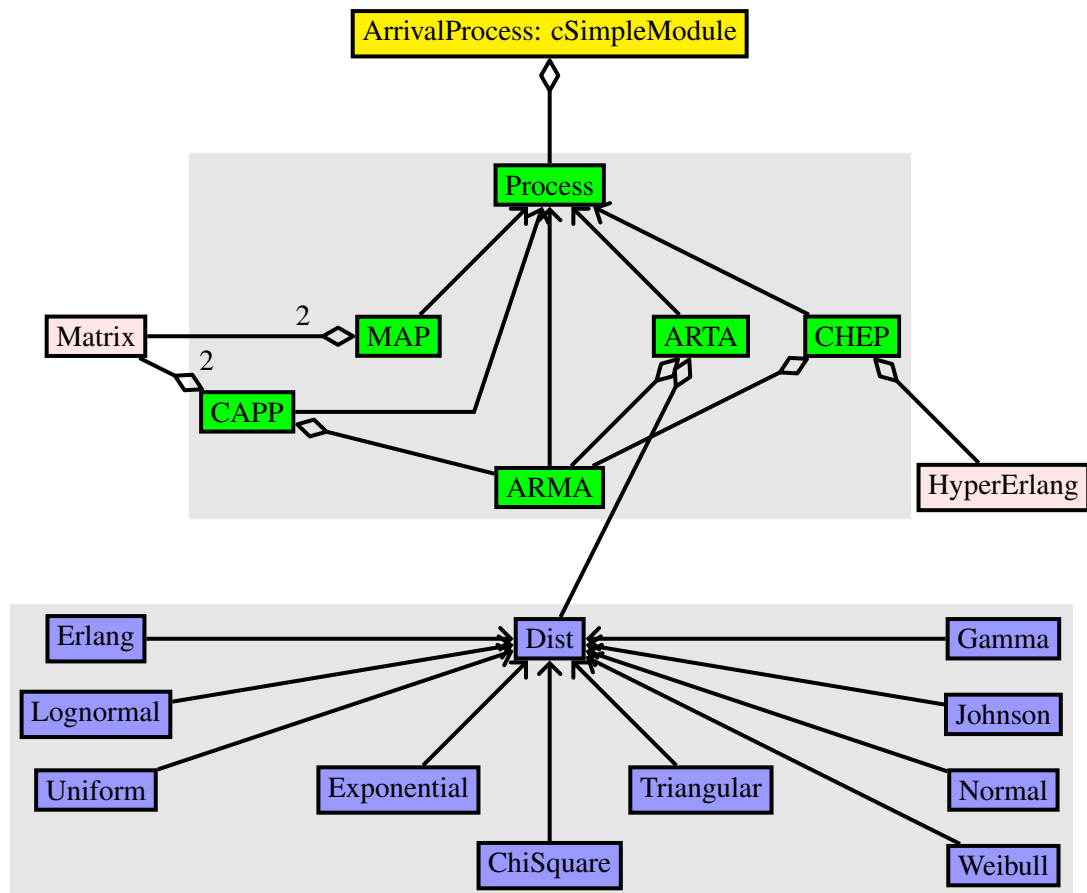 ArrivalProcess: cSimpleModule
Process
Matrix
2
MAP
ARTA
CHEP
2
CAPP
ARMA
HyperErlang
Erlang
Dist
Gamma
Lognormal
Johnson
Uniform
Exponential
Triangular
Normal
ChiSquare
Weibull